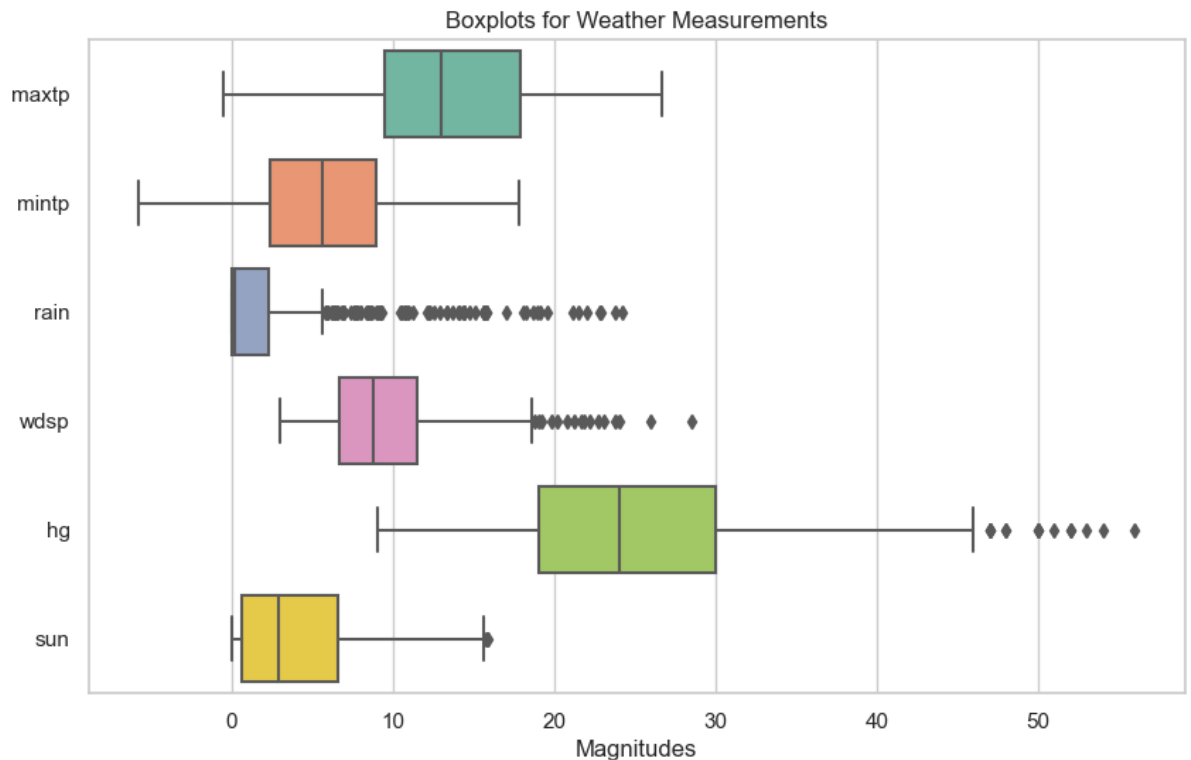 Boxplots for Weather Measurements
maxtp
mintp
rain
wdsp
hg
sun
0 10 20 30 40 50
Magnitudes